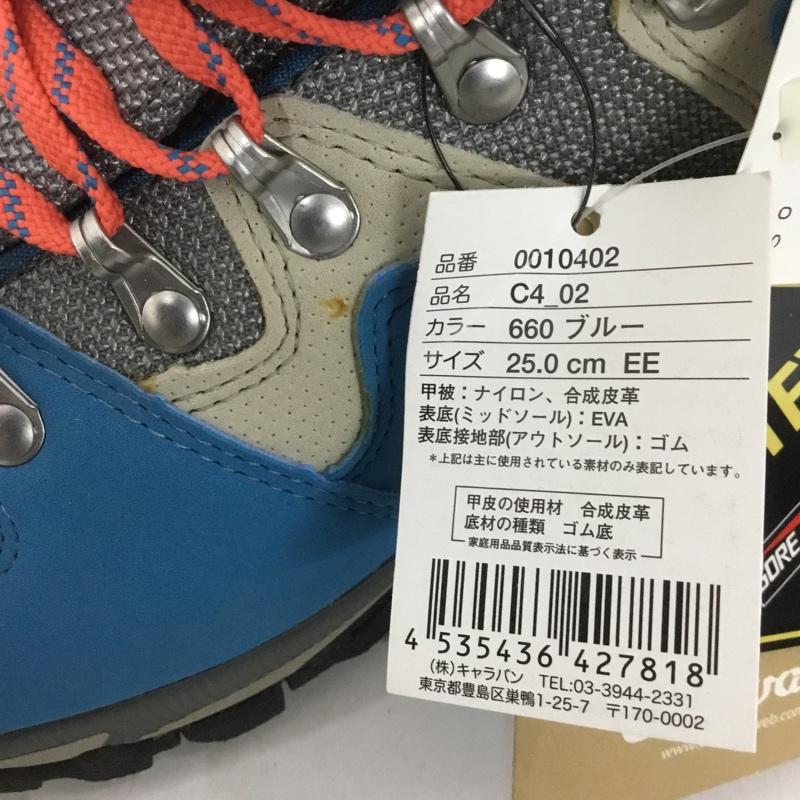 品番 0010402
品名 C4_02
カラー 660 ブルー
サイズ 25.0 cm EE
甲被：ナイロン、合成皮革
表底(ミッドソール)：EVA
表底接地部(アウトソール)：ゴム
＊上記は主に使用されている素材のみ表記しています。
甲皮の使用材 合成皮革
底材の種類 ゴム底
家庭用品品質表示法に基づく表示
4 535436 427818
(株)キャラバン TEL:03-3944-2331
東京都豊島区巣鴨1-25-7 〒170-0002
GORE